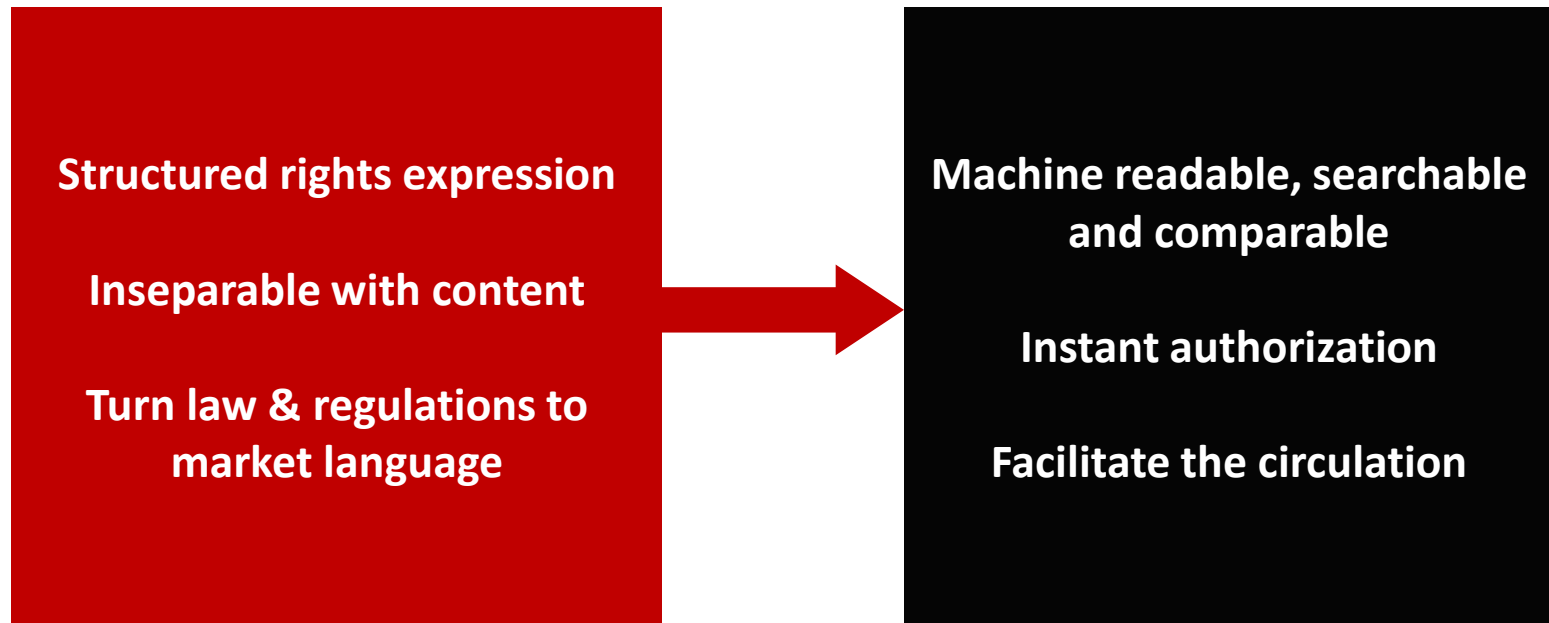 Structured rights expression
Inseparable with content
Turn law & regulations to
market language
Machine readable, searchable
and comparable
Instant authorization
Facilitate the circulation